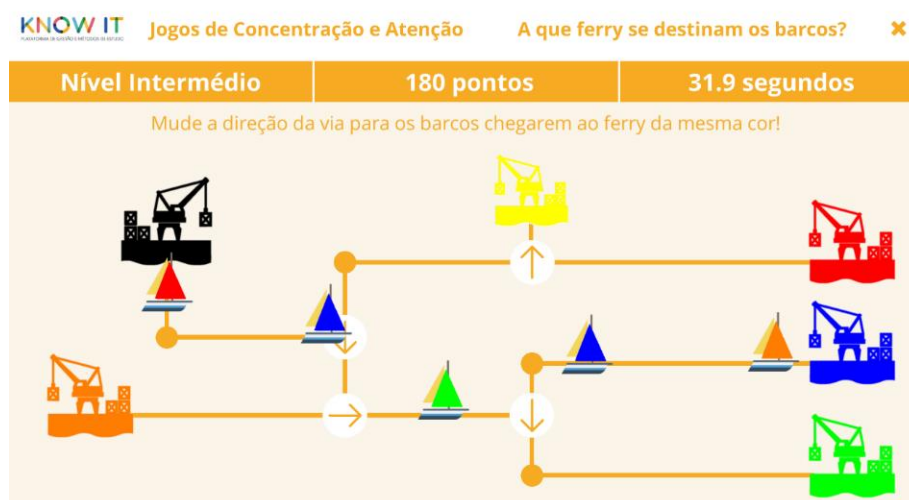 KNOW IT
Jogos de Concentração e Atenção
A que ferry se destinam os barcos?
Nível Intermédio
180 pontos
31.9 segundos
Mude a direção da via para os barcos chegarem ao ferry da mesma cor!